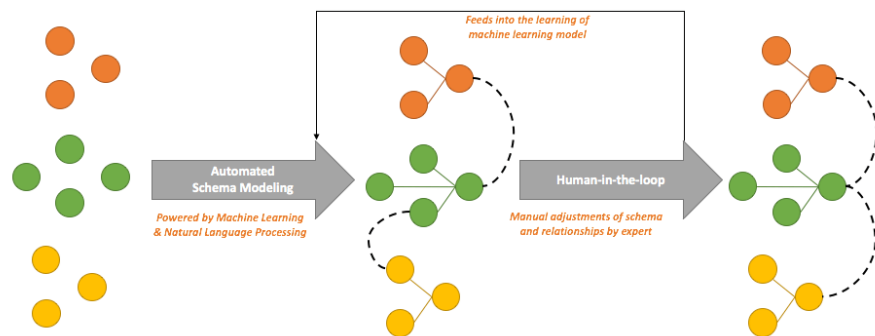 Feeds into the learning of
machine learning model
Automated
Schema Modeling
Human-in-the-loop
Powered by Machine Learning
& Natural Language Processing
Manual adjustments of schema
and relationships by expert